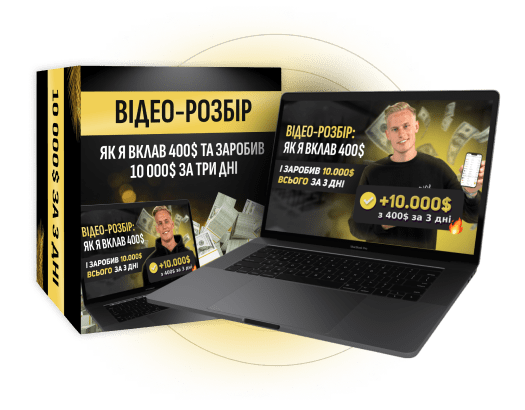 10 000$ ЗА 3 ДНІ
ВІДЕО-РОЗБІР
ЯК Я ВКЛАВ 400$ ТА ЗАРОБИВ
10 000$ ЗА ТРИ ДНІ
ВІДЕО-РОЗБІР:
ЯК Я ВКЛАВ 400$
І ЗАРОБИВ 10.000$
ВСЬОГО ЗА 3 ДНІ
+10.000$
з 400$ за 3 дні
ВІДЕО-РОЗБІР:
ЯК Я ВКЛАВ 400$
І ЗАРОБИВ 10.000$
ВСЬОГО ЗА 3 ДНІ
+10.000$
з 400$ за 3 дні